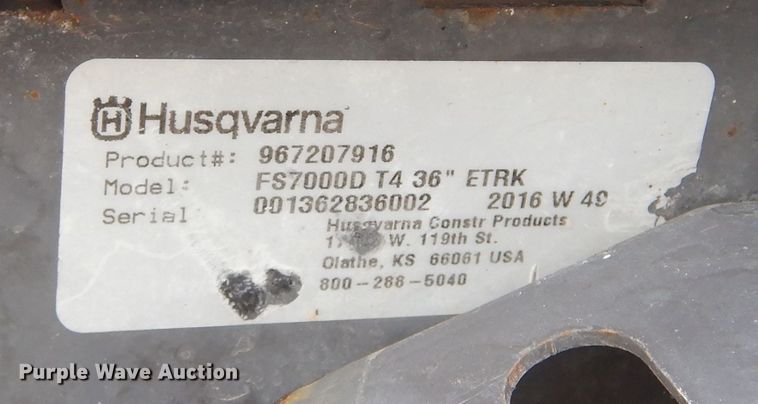 H Husqvarna
Product#: 967207916
Model: FS7000D T4 36" ETRK
Serial 001362836002 2016 W 49
Husqvarna Constr Products
W. 119th St.
Olathe, KS 66061 USA
800-288-5040
Purple Wave Auction